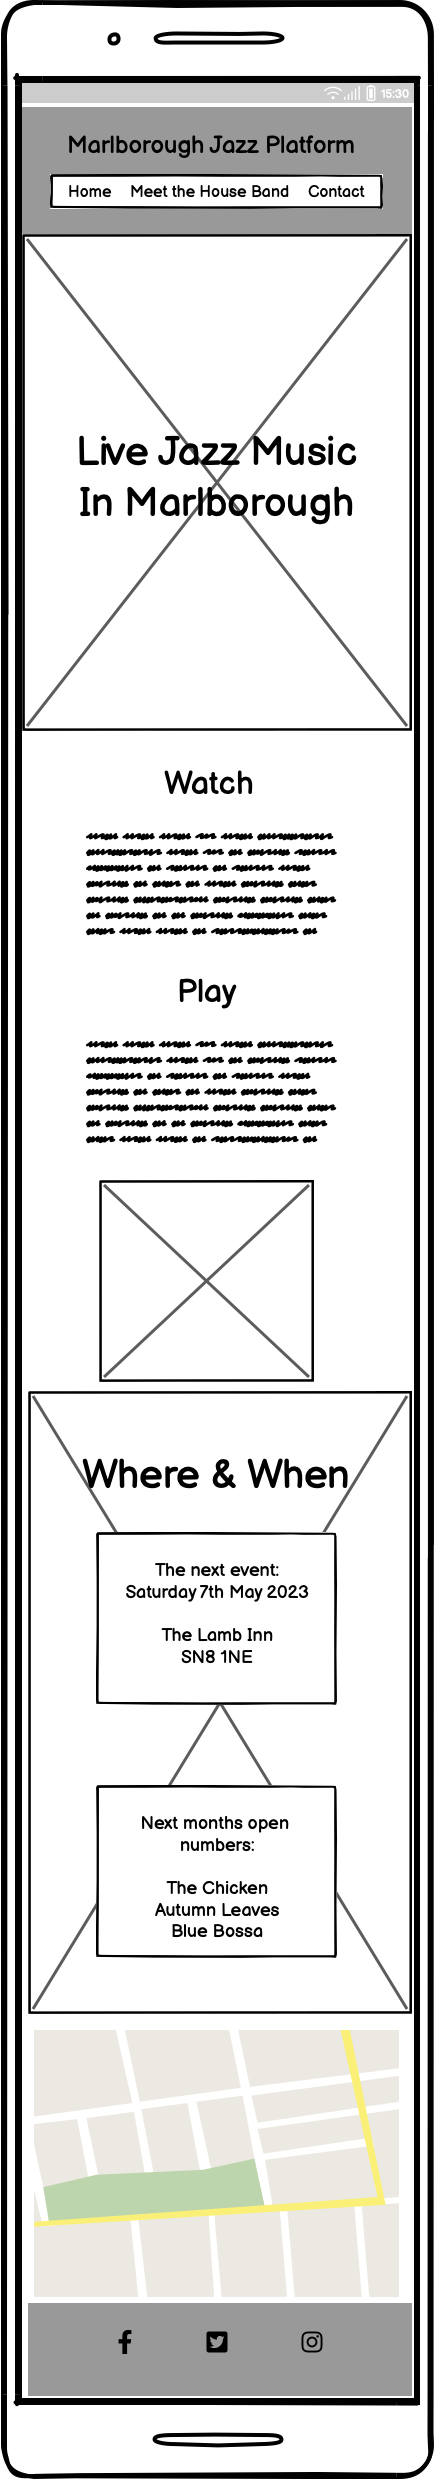 15:30
Marlborough Jazz Platform
Home Meet the House Band Contact
Live Jazz Music
In Marlborough
Watch
Play
Where & When
The next event:
Saturday 7th May 2023
The Lamb Inn
SN8 1NE
Next months open
numbers:
The Chicken
Autumn Leaves
Blue Bossa